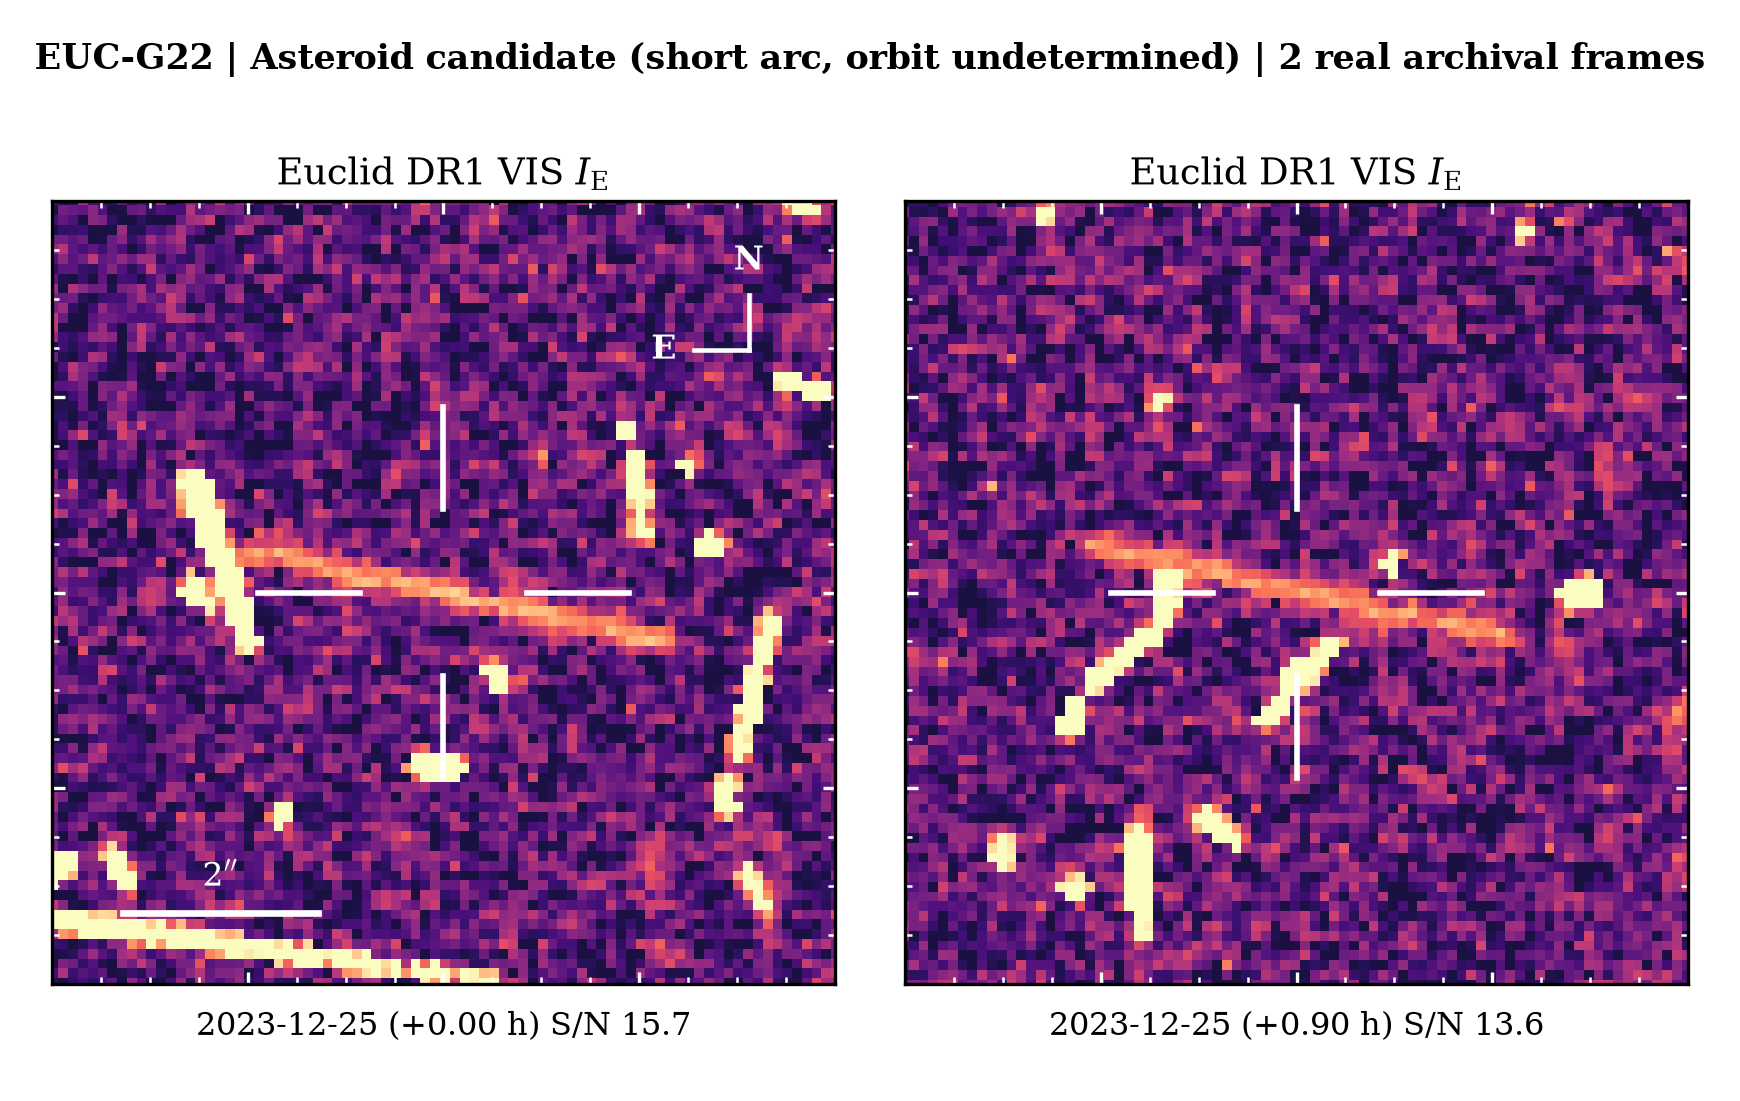 EUC-G22 | Asteroid candidate (short arc, orbit undetermined) | 2 real archival frames
Euclid DR1 VIS I_E
Euclid DR1 VIS I_E
N
E
2″
2023-12-25 (+0.00 h) S/N 15.7
2023-12-25 (+0.90 h) S/N 13.6